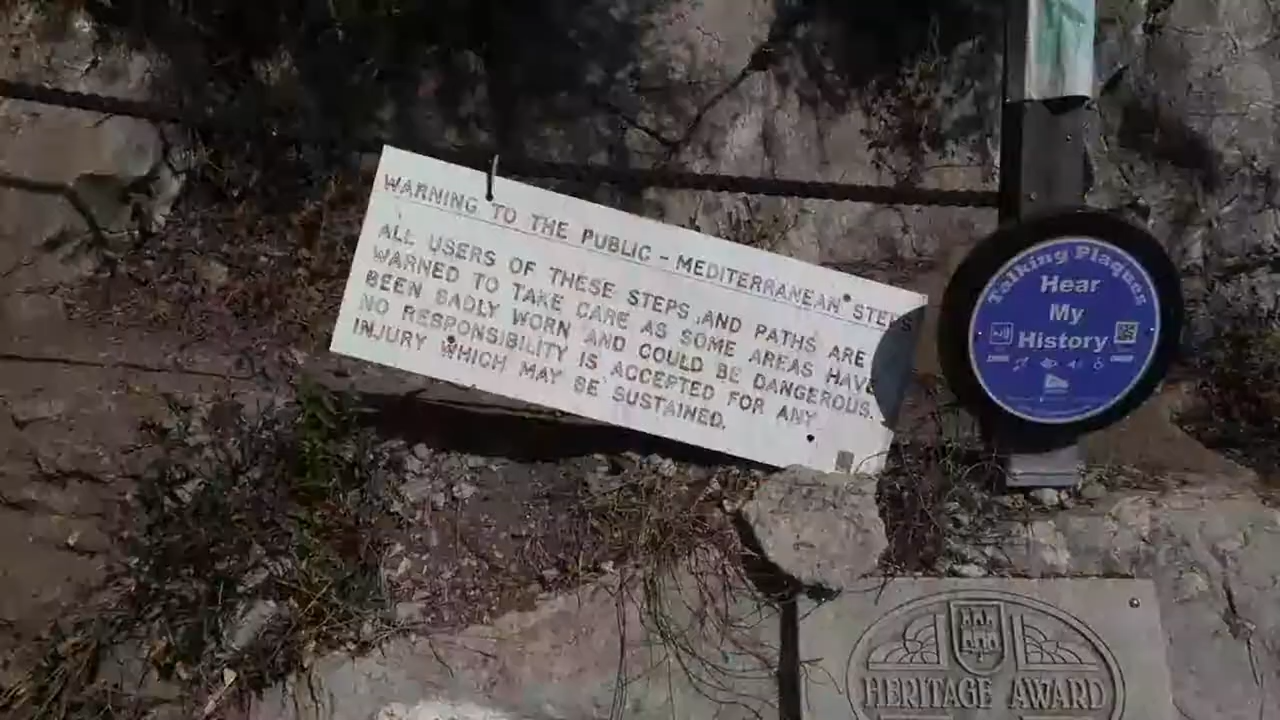 WARNING TO THE PUBLIC - MEDITERRANEAN STEPS
ALL USERS OF THESE STEPS AND PATHS ARE
WARNED TO TAKE CARE AS SOME AREAS HAVE
BEEN BADLY WORN AND COULD BE DANGEROUS.
NO RESPONSIBILITY IS ACCEPTED FOR ANY
INJURY WHICH MAY BE SUSTAINED.
Talking Plaques
Hear
My
History
HERITAGE AWARD